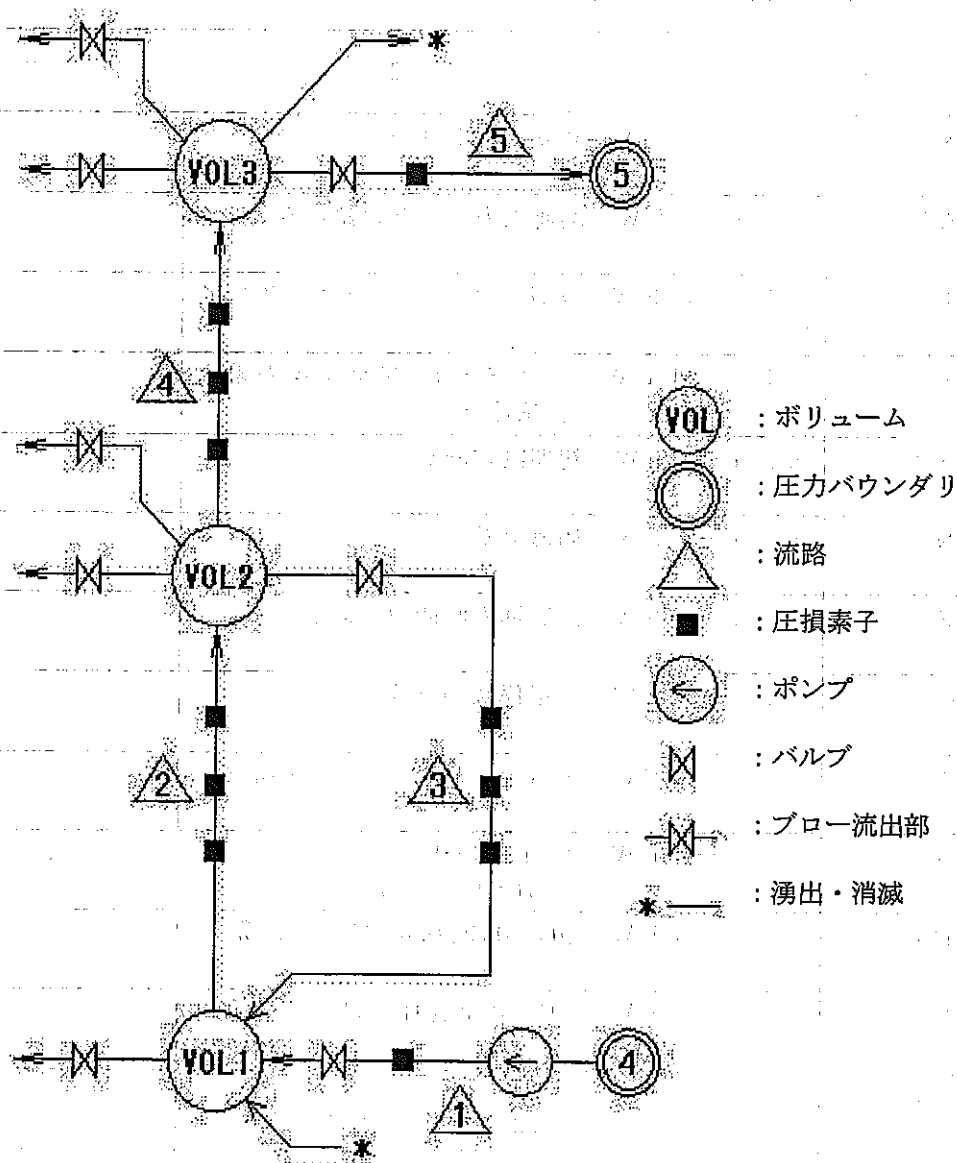 *
5
VOL3
5
4
VOL : ボリューム
: 圧力バウンダリ
: 流路
VOL2
: 圧損素子
: ポンプ
2
3
: バルブ
: ブロー流出部
* : 湧出・消滅
VOL1
4
1
*